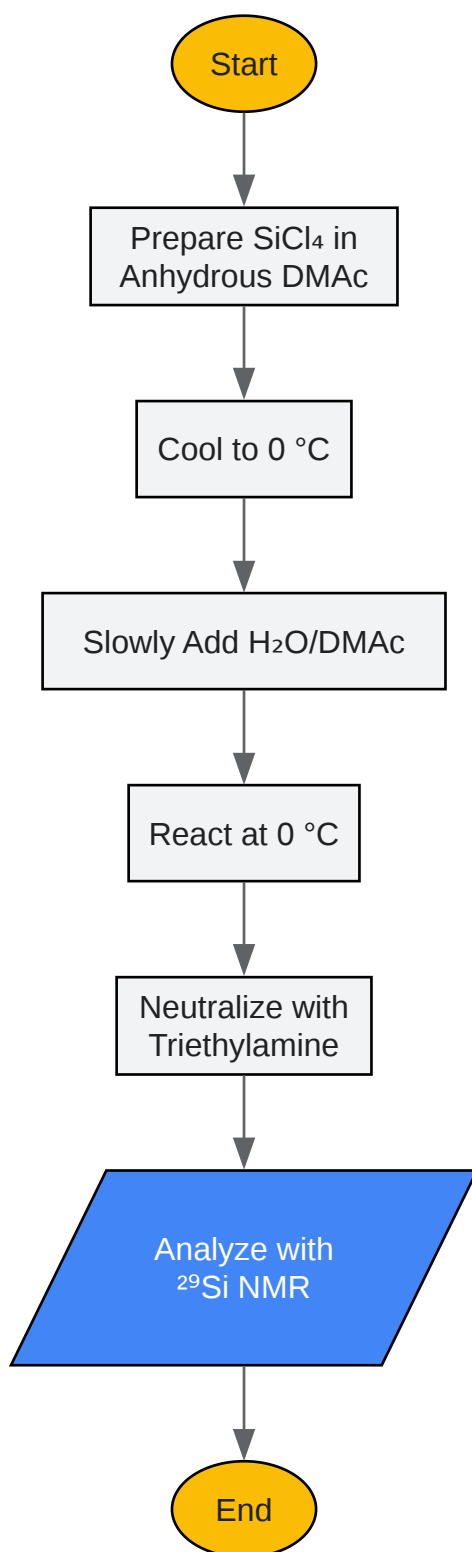 Start
Prepare SiCl₄ in
Anhydrous DMAc
Cool to 0 °C
Slowly Add H₂O/DMAc
React at 0 °C
Neutralize with
Triethylamine
Analyze with
²⁹Si NMR
End